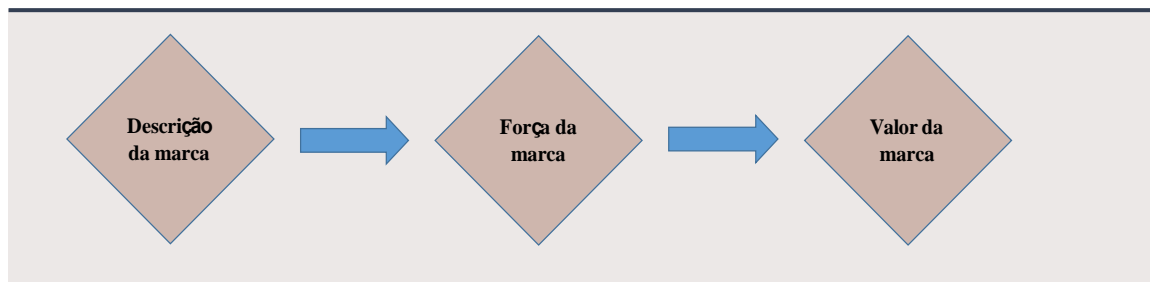 Descrição
da marca
Força da
marca
Valor da
marca